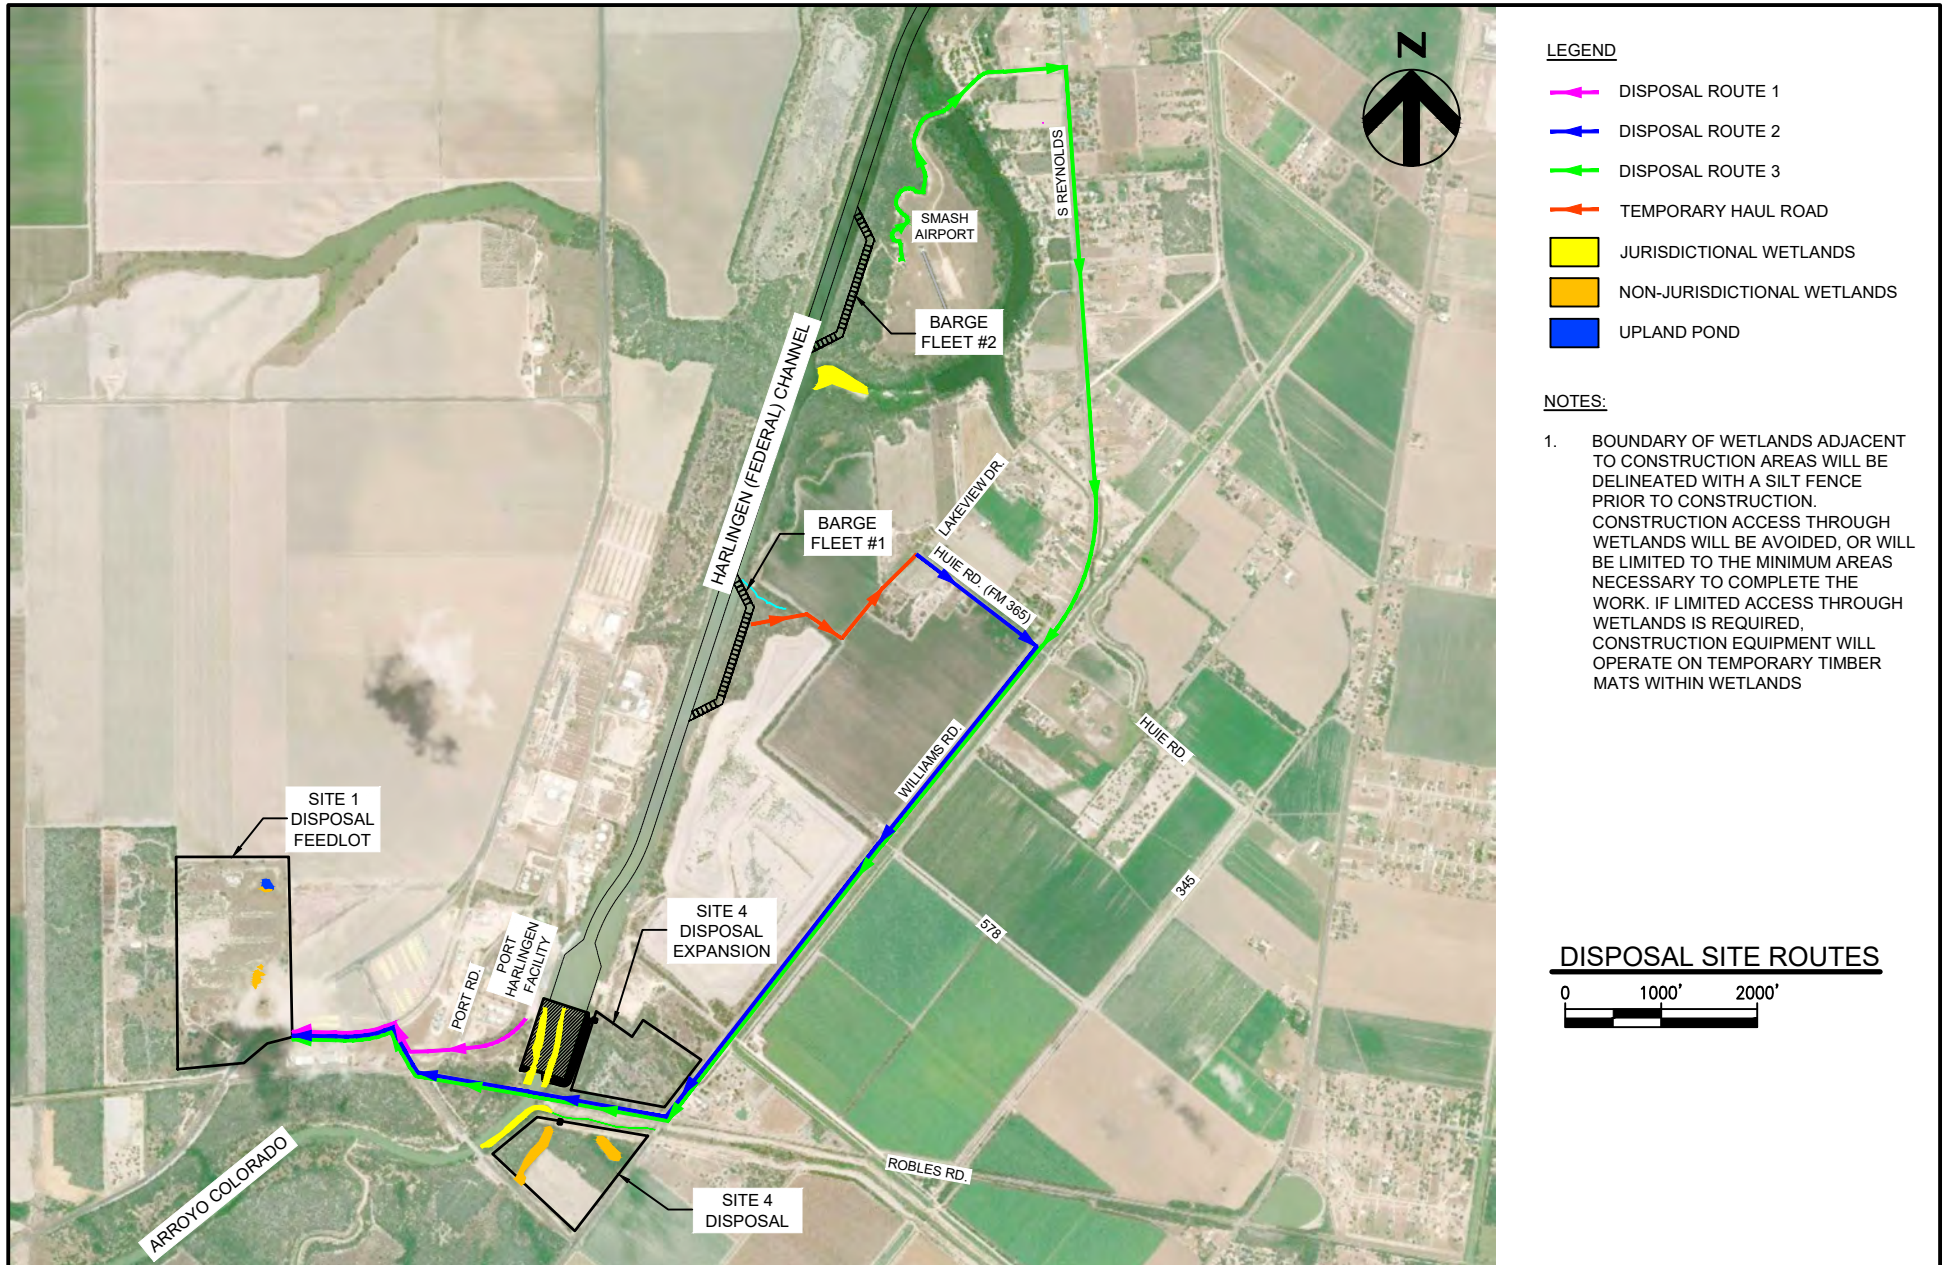 N
S REYNOLDS
SMASH
AIRPORT
BARGE
FLEET #2
HARLINGEN (FEDERAL) CHANNEL
LAKEVIEW DR.
BARGE
FLEET #1
HUIE RD. (FM 365)
HUIE RD.
WILLIAMS RD.
SITE 1
DISPOSAL
FEEDLOT
345
578
SITE 4
DISPOSAL
EXPANSION
PORT
HARLINGEN
FACILITY
PORT RD.
ROBLES RD.
SITE 4
DISPOSAL
ARROYO COLORADO
LEGEND
DISPOSAL ROUTE 1
DISPOSAL ROUTE 2
DISPOSAL ROUTE 3
TEMPORARY HAUL ROAD
JURISDICTIONAL WETLANDS
NON-JURISDICTIONAL WETLANDS
UPLAND POND
NOTES:
1. BOUNDARY OF WETLANDS ADJACENT
TO CONSTRUCTION AREAS WILL BE
DELINEATED WITH A SILT FENCE
PRIOR TO CONSTRUCTION.
CONSTRUCTION ACCESS THROUGH
WETLANDS WILL BE AVOIDED, OR WILL
BE LIMITED TO THE MINIMUM AREAS
NECESSARY TO COMPLETE THE
WORK. IF LIMITED ACCESS THROUGH
WETLANDS IS REQUIRED,
CONSTRUCTION EQUIPMENT WILL
OPERATE ON TEMPORARY TIMBER
MATS WITHIN WETLANDS
DISPOSAL SITE ROUTES
0 1000' 2000'